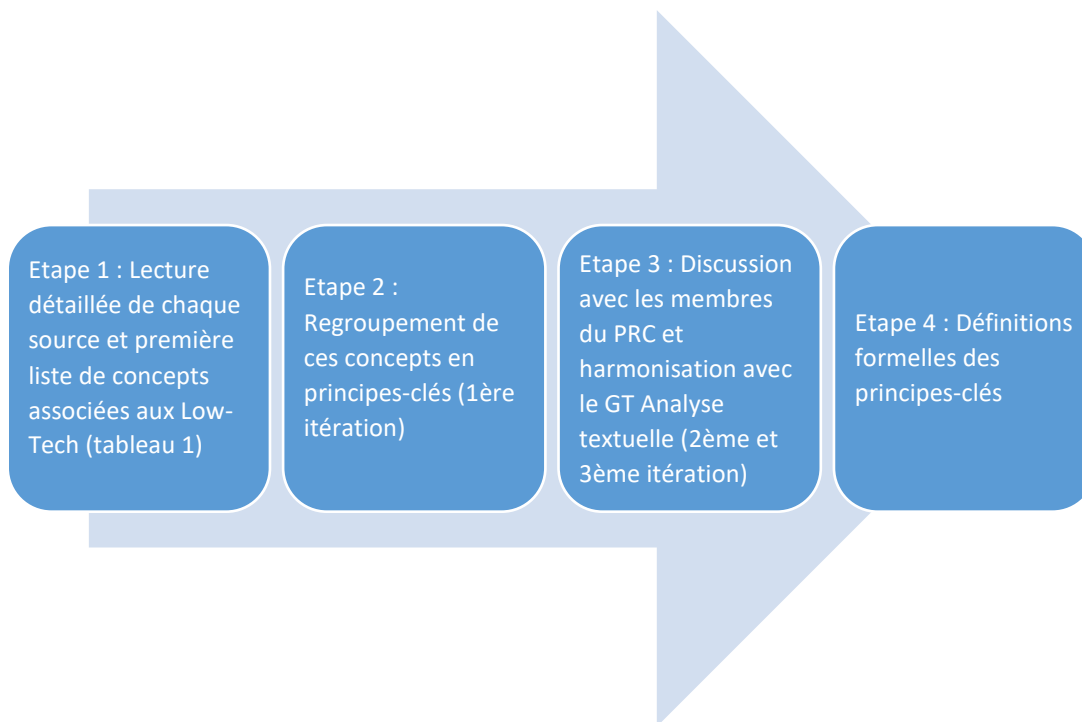 Etape 1 : Lecture
détaillée de chaque
source et première
liste de concepts
associées aux Low-
Tech (tableau 1)
Etape 2 :
Regroupement de
ces concepts en
principes-clés (1ère
itération)
Etape 3 : Discussion
avec les membres
du PRC et
harmonisation avec
le GT Analyse
textuelle (2ème et
3ème itération)
Etape 4 : Définitions
formelles des
principes-clés